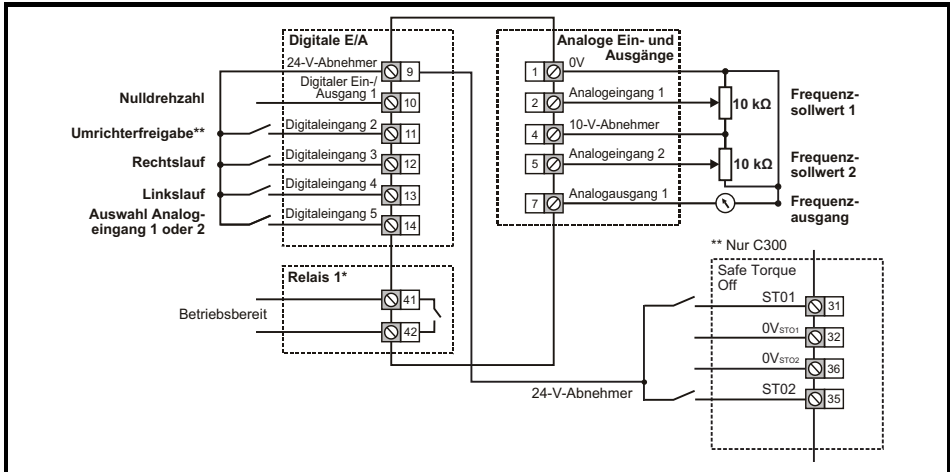 Digitale E/A
24-V-Abnehmer
9
Digitaler Ein-/
Ausgang 1
10
Nulldrehzahl
Umrichterfreigabe**
Digitaleingang 2
11
Rechtslauf
Digitaleingang 3
12
Linkslauf
Digitaleingang 4
13
Auswahl Analog-
eingang 1 oder 2
Digitaleingang 5
14
Relais 1*
Betriebsbereit
41
42
Analoge Ein- und
Ausgänge
1
0V
2
Analogeingang 1
10 kΩ
Frequenz-
sollwert 1
4
10-V-Abnehmer
5
Analogeingang 2
10 kΩ
Frequenz-
sollwert 2
7
Analogausgang 1
Frequenz-
ausgang
** Nur C300
Safe Torque
Off
ST01
31
0VSTO1
32
0VSTO2
36
ST02
35
24-V-Abnehmer